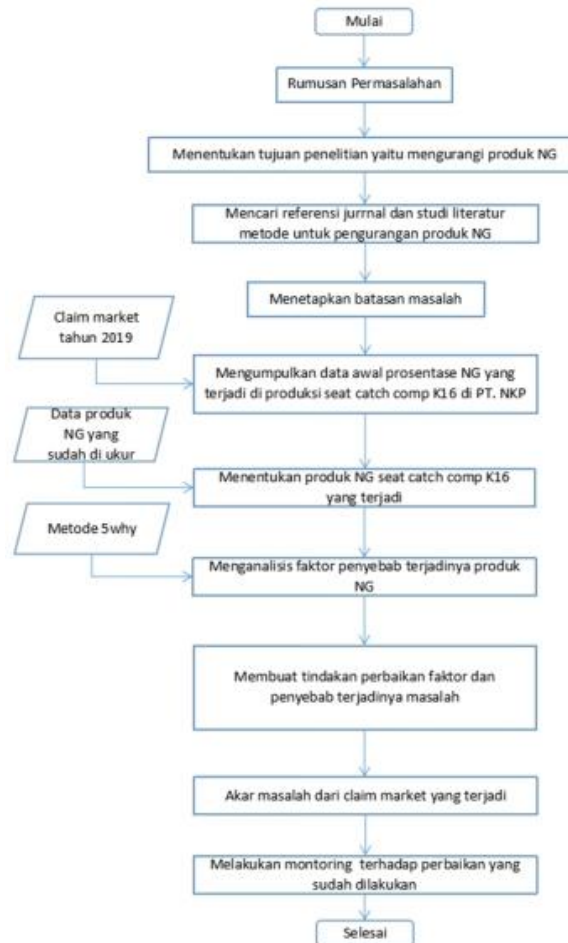 Mulai
Rumusan Permasalahan
Menentukan tujuan penelitian yaitu mengurangi produk NG
Mencari referensi jurrnal dan studi literatur
metode untuk pengurangan produk NG
Menetapkan batasan masalah
Claim market
tahun 2019
Mengumpulkan data awal prosentase NG yang
terjadi di produksi seat catch comp K16 di PT. NKP
Data produk
NG yang
sudah di ukur
Menentukan produk NG seat catch comp K16
yang terjadi
Metode 5why
Menganalisis faktor penyebab terjadinya produk
NG
Membuat tindakan perbaikan faktor dan
penyebab terjadinya masalah
Akar masalah dari claim market yang terjadi
Melakukan montoring terhadap perbaikan yang
sudah dilakukan
Selesai